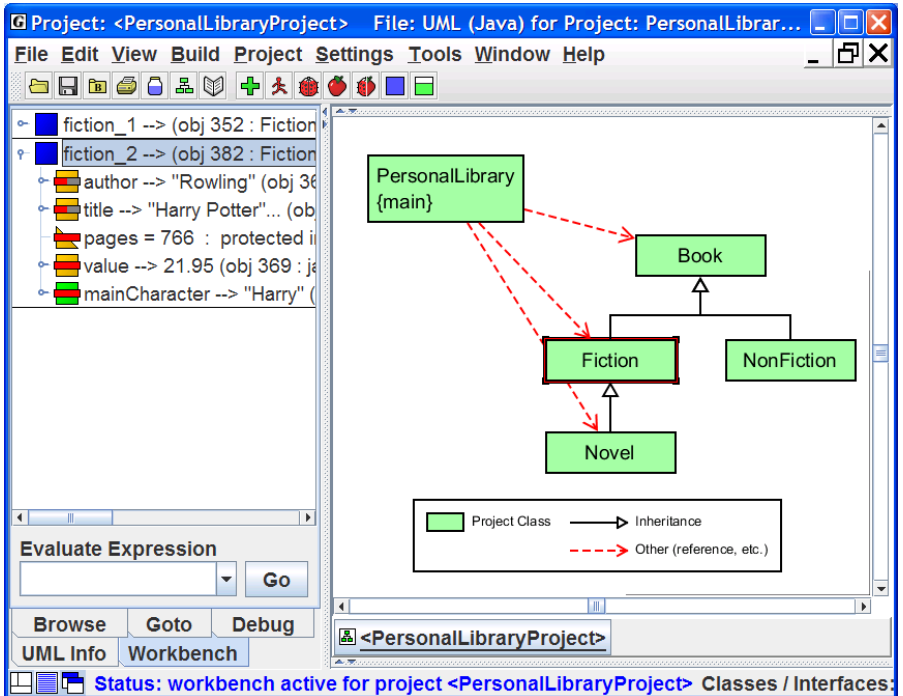 Project: <PersonalLibraryProject> File: UML (Java) for Project: PersonalLibrar...
File Edit View Build Project Settings Tools Window Help
fiction_1 --> (obj 352 : Fiction
fiction_2 --> (obj 382 : Fiction
author --> "Rowling" (obj 36
title --> "Harry Potter"... (ob
pages = 766 : protected i
value --> 21.95 (obj 369 : ja
mainCharacter --> "Harry" (
Evaluate Expression
Go
Browse Goto Debug
UML Info Workbench
PersonalLibrary
{main}
Book
Fiction
NonFiction
Novel
Project Class
Inheritance
Other (reference, etc.)
<PersonalLibraryProject>
Status: workbench active for project <PersonalLibraryProject> Classes / Interfaces: